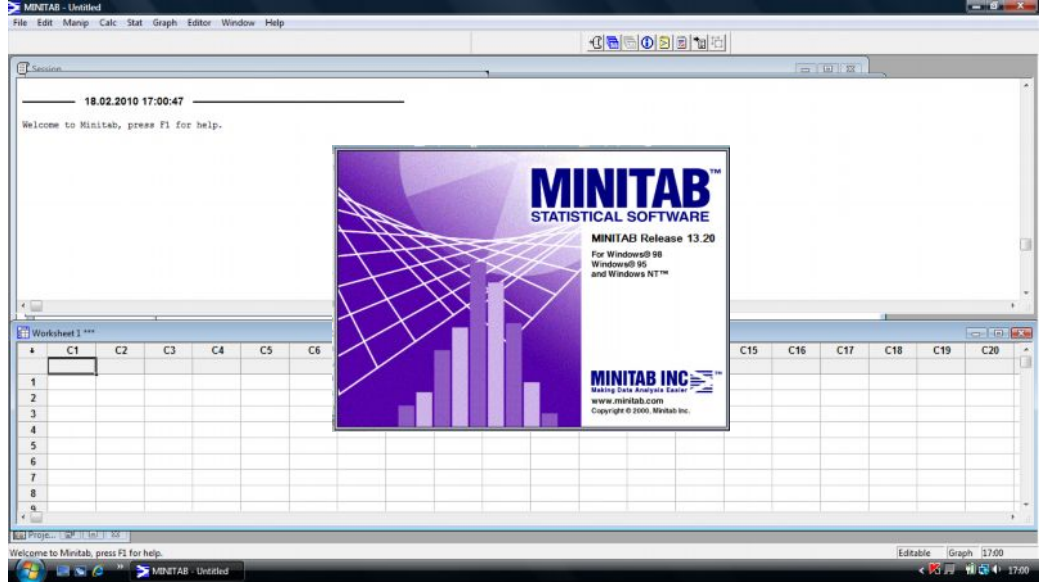 MINITAB - Untitled
File Edit Manip Calc Stat Graph Editor Window Help
Session
18.02.2010 17:00:47
Welcome to Minitab, press F1 for help.
MINITAB™
STATISTICAL SOFTWARE
MINITAB Release 13.20
For Windows® 98
Windows® 95
and Windows NT™
MINITAB INC™
Making Data Analysis Easier
www.minitab.com
Copyright © 2000, Minitab Inc.
Worksheet 1 ***
C1 C2 C3 C4 C5 C6 C15 C16 C17 C18 C19 C20
1
2
3
4
5
6
7
8
9
Proje...
Welcome to Minitab, press F1 for help.
Editable Graph 17:00
MINITAB - Untitled
17:00